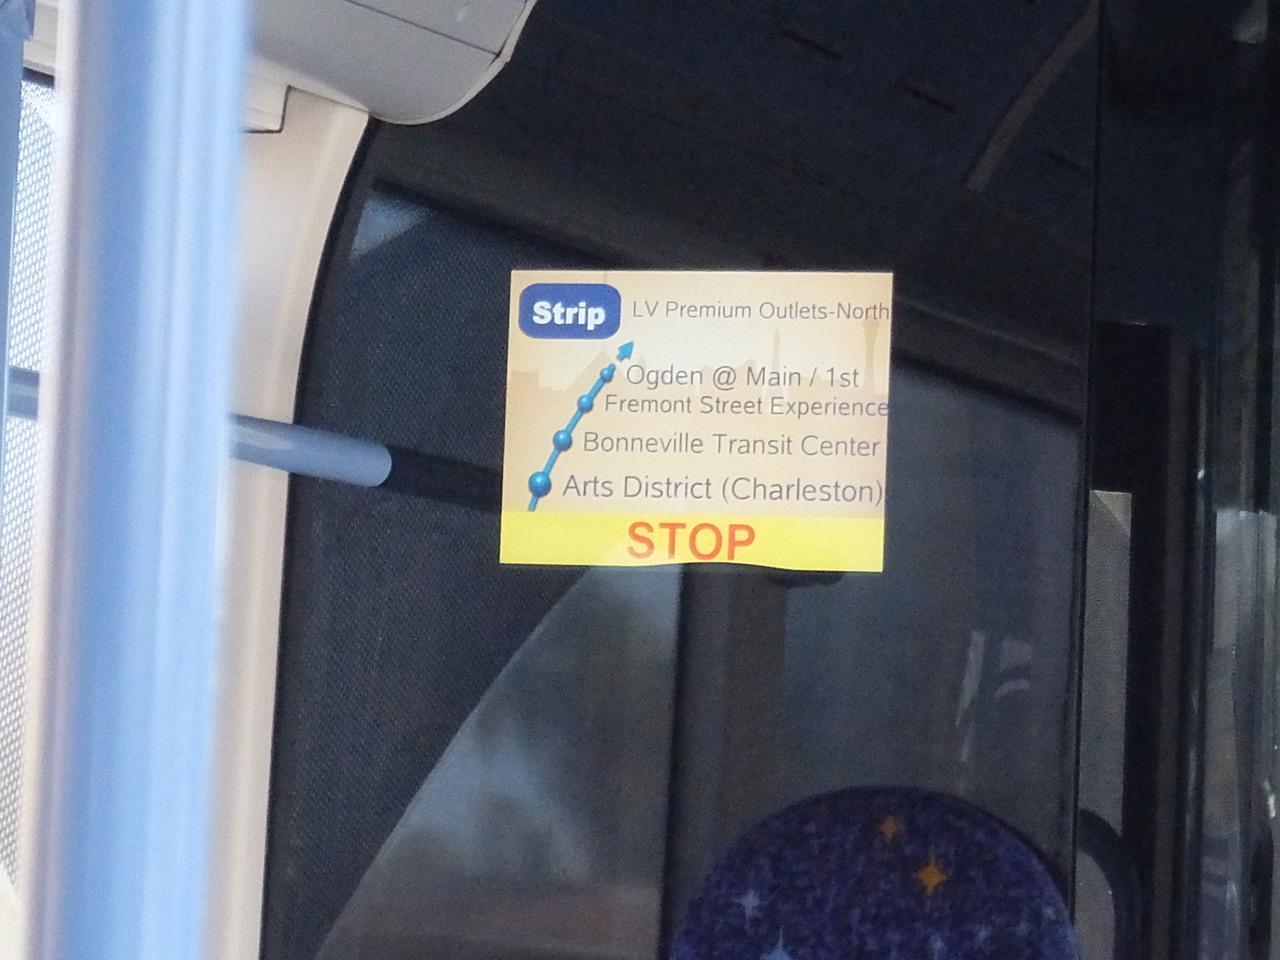 Strip LV Premium Outlets-North
Ogden @ Main / 1st
Fremont Street Experience
Bonneville Transit Center
Arts District (Charleston)
STOP